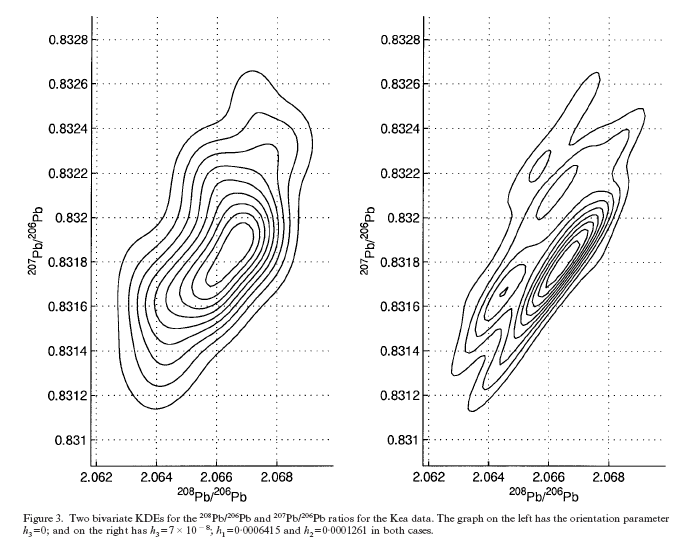 0.8328
0.8326
0.8324
0.8322
0.832
0.8318
0.8316
0.8314
0.8312
0.831
207Pb/206Pb
2.062 2.064 2.066 2.068
208Pb/206Pb
0.8328
0.8326
0.8324
0.8322
0.832
0.8318
0.8316
0.8314
0.8312
0.831
207Pb/206Pb
2.062 2.064 2.066 2.068
208Pb/206Pb
Figure 3. Two bivariate KDEs for the 208Pb/206Pb and 207Pb/206Pb ratios for the Kea data. The graph on the left has the orientation parameter
h3=0; and on the right has h3=7 × 10−8; h1=0·0006415 and h2=0·0001261 in both cases.